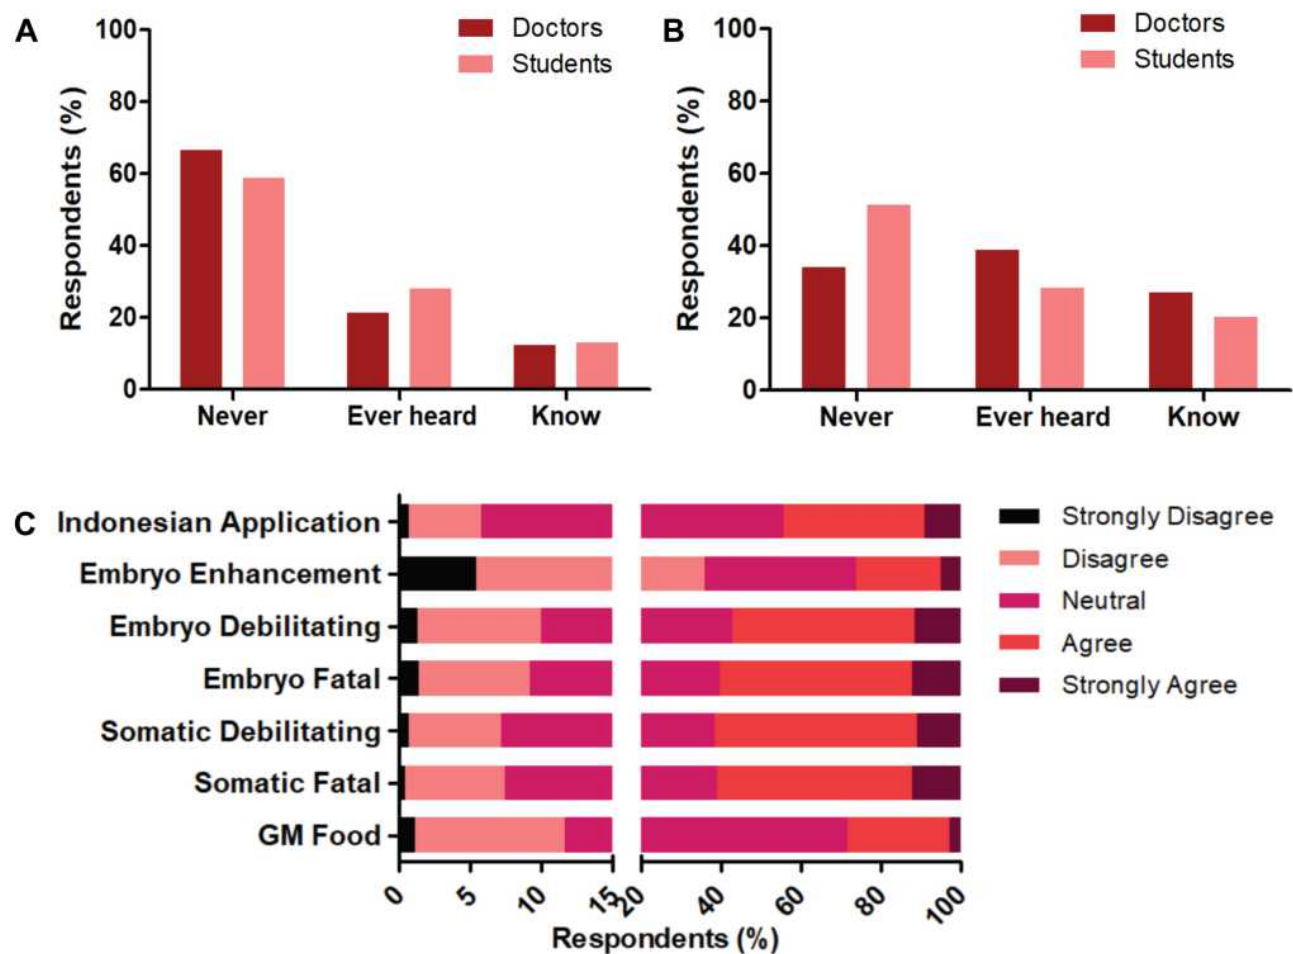 A
Respondents (%)
100
80
60
40
20
0
Never
Ever heard
Know
Doctors
Students
B
Respondents (%)
100
80
60
40
20
0
Never
Ever heard
Know
Doctors
Students
C
Indonesian Application
Embryo Enhancement
Embryo Debilitating
Embryo Fatal
Somatic Debilitating
Somatic Fatal
GM Food
0 5 10 15 20 40 60 80 100
Respondents (%)
Strongly Disagree
Disagree
Neutral
Agree
Strongly Agree